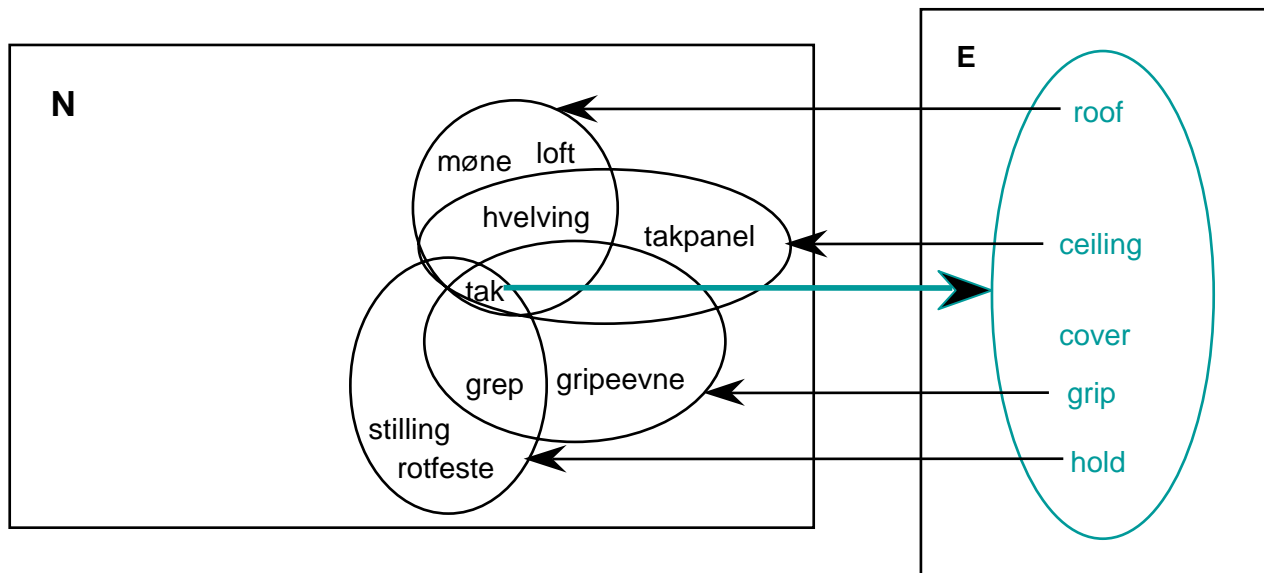 N
møne
loft
hvelving
takpanel
tak
grep
gripeevne
stilling
rotfeste
E
roof
ceiling
cover
grip
hold